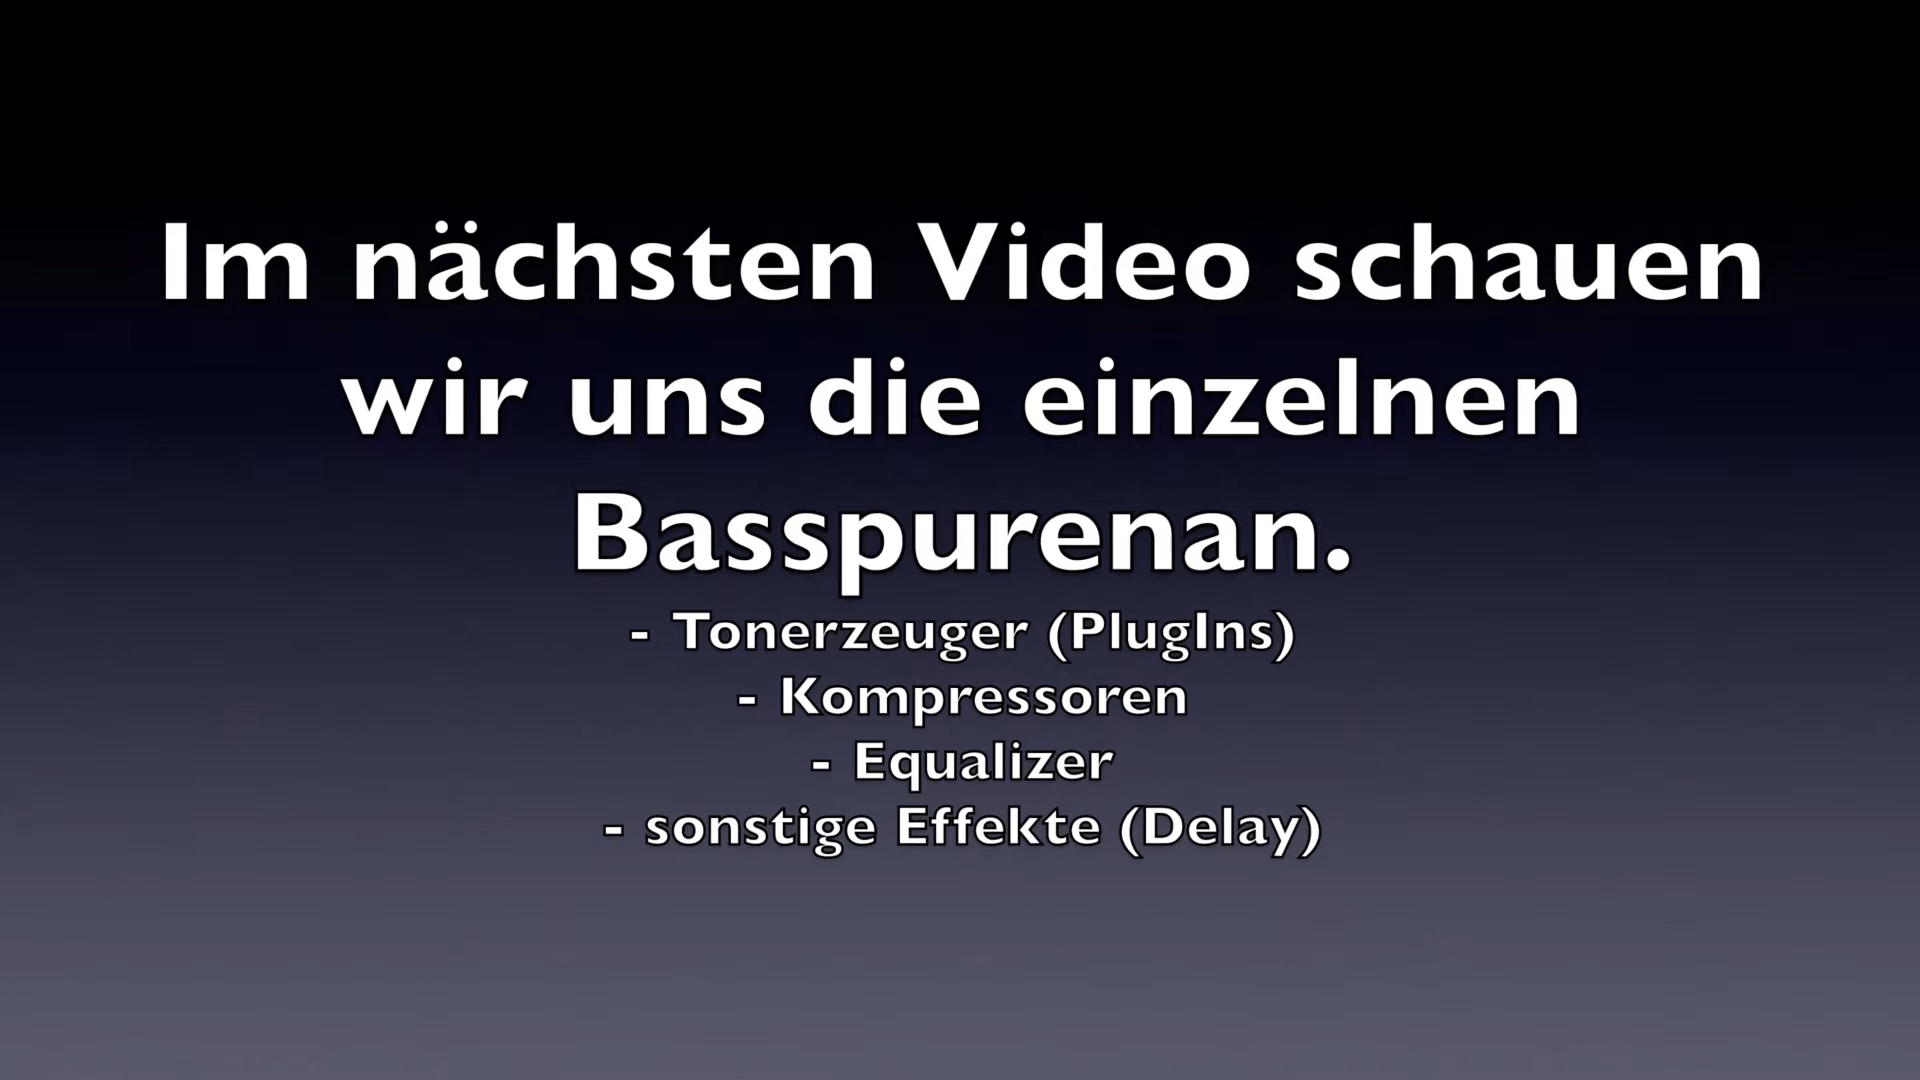 Im nächsten Video schauen
wir uns die einzelnen
Basspurenan.
- Tonerzeuger (PlugIns)
- Kompressoren
- Equalizer
- sonstige Effekte (Delay)